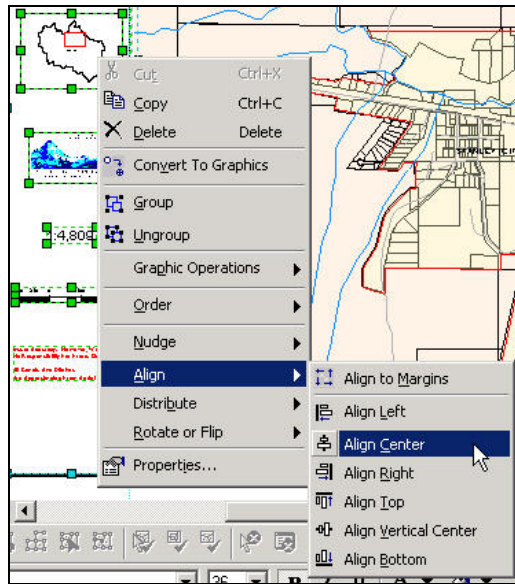 Cut Ctrl+X
Copy Ctrl+C
Delete Delete
Convert To Graphics
Group
Ungroup
:4,809
Graphic Operations
Order
Nudge
Align
Align to Margins
Distribute
Align Left
Rotate or Flip
Align Center
Properties...
Align Right
Align Top
Align Vertical Center
Align Bottom
36